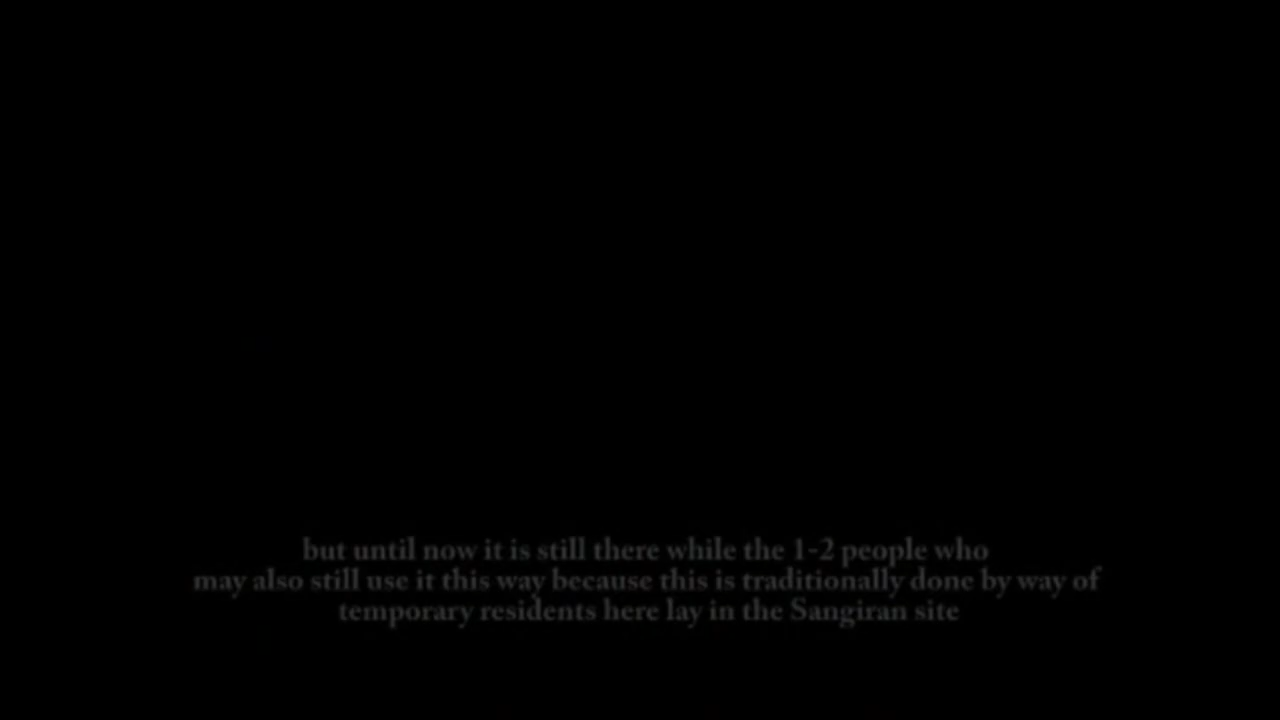 but until now it is still there while the 1-2 people who
may also still use it this way because this is traditionally done by way of
temporary residents here lay in the Sangiran site